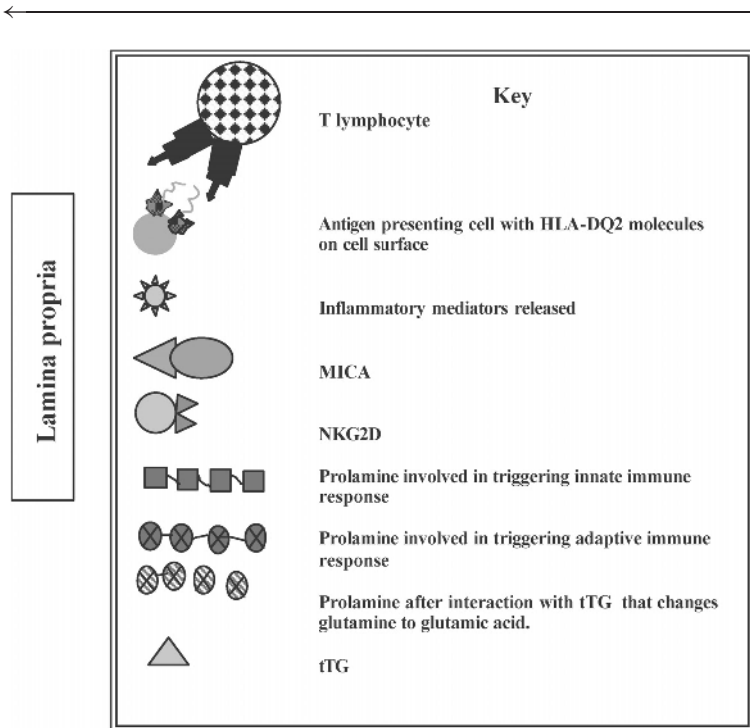 Key
T lymphocyte
Antigen presenting cell with HLA-DQ2 molecules
on cell surface
Inflammatory mediators released
MICA
NKG2D
Prolamine involved in triggering innate immune
response
Prolamine involved in triggering adaptive immune
response
Prolamine after interaction with tTG that changes
glutamine to glutamic acid.
tTG
Lamina propria